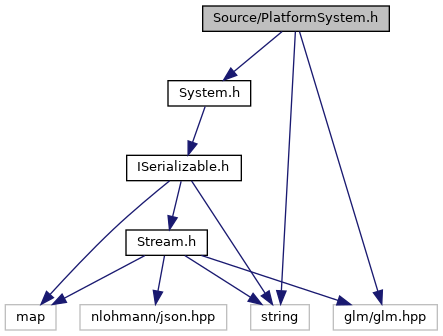 Source/PlatformSystem.h
System.h
ISerializable.h
Stream.h
map
nlohmann/json.hpp
string
glm/glm.hpp